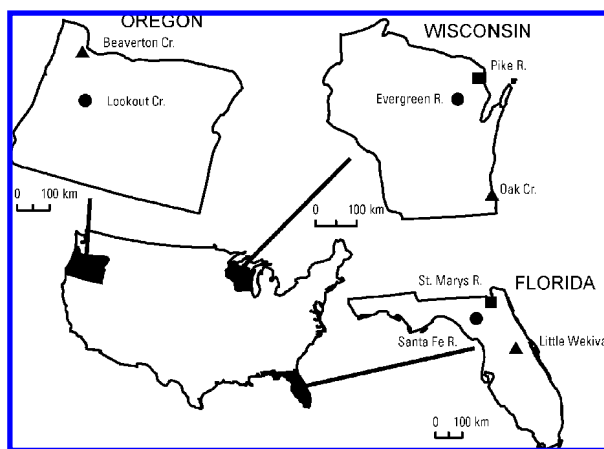 OREGON
Beaverton Cr.
Lookout Cr.
0 100 km
WISCONSIN
Pike R.
Evergreen R.
Oak Cr.
0 100 km
FLORIDA
St. Marys R.
Santa Fe R.
Little Wekiva
0 100 km